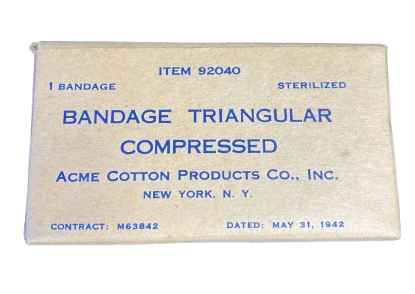 ITEM 92040
1 BANDAGE STERILIZED
BANDAGE TRIANGULAR
COMPRESSED
ACME COTTON PRODUCTS CO., INC.
NEW YORK, N. Y.
CONTRACT: M63842 DATED: MAY 31, 1942